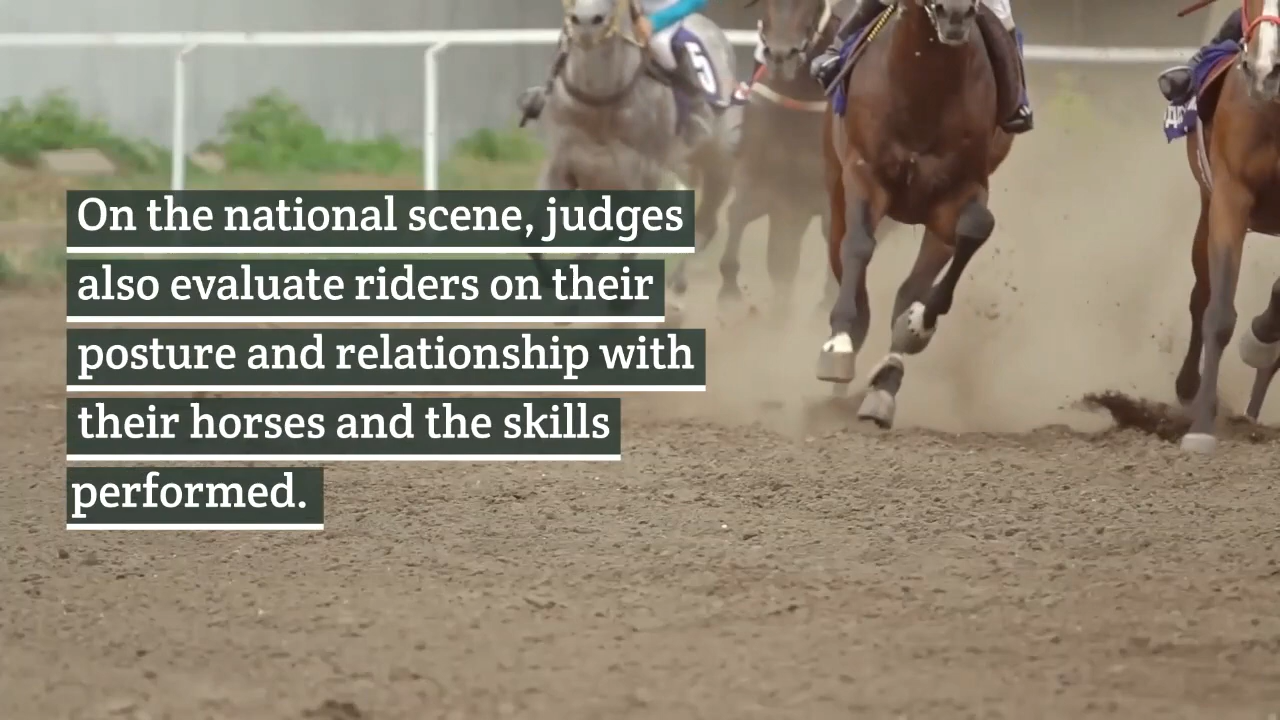 On the national scene, judges
also evaluate riders on their
posture and relationship with
their horses and the skills
performed.
5